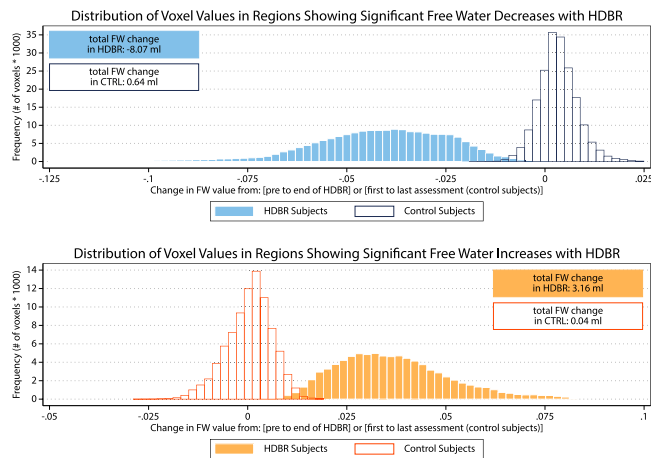 Distribution of Voxel Values in Regions Showing Significant Free Water Decreases with HDBR
Frequency (# of voxels * 1000)
35
30
25
20
15
10
5
0
total FW change
in HDBR: -8.07 ml
total FW change
in CTRL: 0.64 ml
-.125
-.1
-.075
-.05
-.025
0
.025
Change in FW value from: [pre to end of HDBR] or [first to last assessment (control subjects)]
HDBR Subjects
Control Subjects
Distribution of Voxel Values in Regions Showing Significant Free Water Increases with HDBR
Frequency (# of voxels * 1000)
14
12
10
8
6
4
2
0
total FW change
in HDBR: 3.16 ml
total FW change
in CTRL: 0.04 ml
-.05
-.025
0
.025
.05
.075
.1
Change in FW value from: [pre to end of HDBR] or [first to last assessment (control subjects)]
HDBR Subjects
Control Subjects